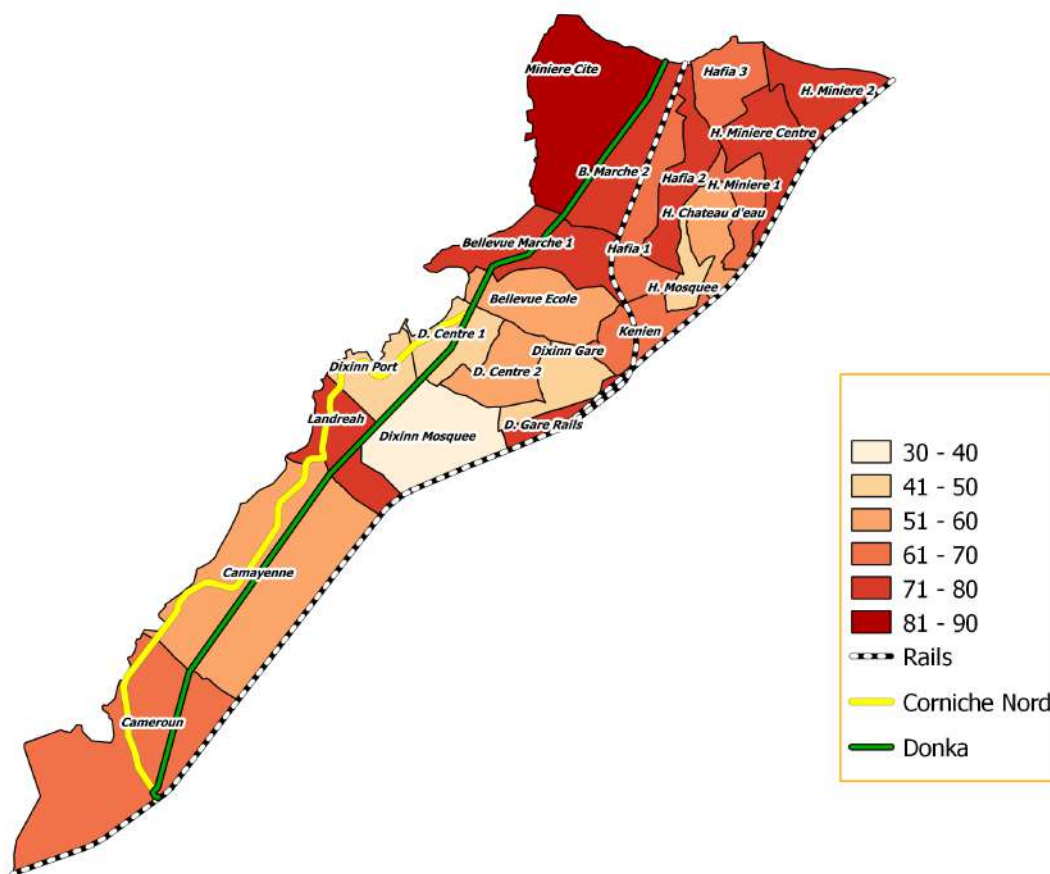 Miniere Cite
Hafia 3
H. Miniere 2
H. Miniere Centre
B. Marche 2
Hafia 2
H. Miniere 1
H. Chateau d'eau
Bellevue Marche 1
Hafia 1
H. Mosquee
Bellevue Ecole
Kenien
D. Centre 1
Dixinn Gare
Dixinn Port
D. Centre 2
Landreah
D. Gare Rails
Dixinn Mosquee
Camayenne
Cameroun
30 - 40
41 - 50
51 - 60
61 - 70
71 - 80
81 - 90
Rails
Corniche Nord
Donka